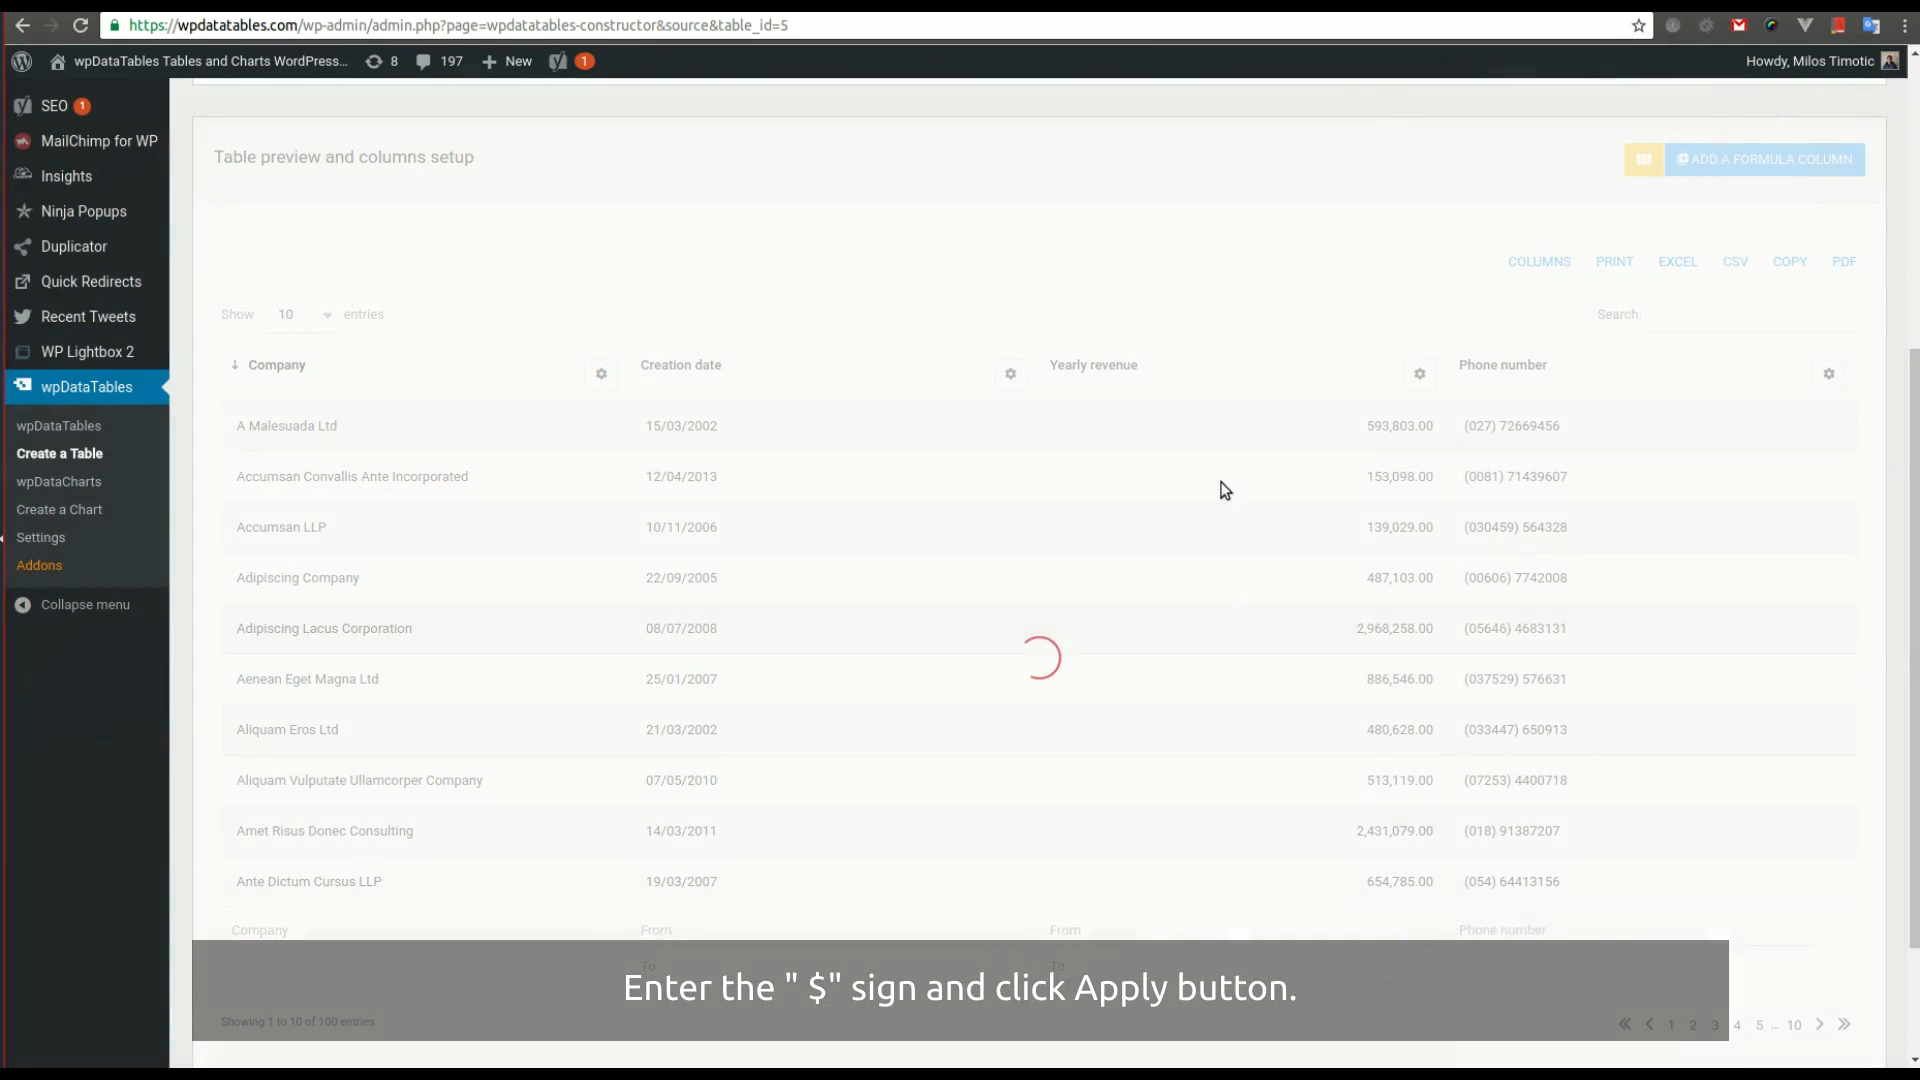 https://wpdatatables.com/wp-admin/admin.php?page=wpdatatables-constructor&source&table_id=5
wpDataTables Tables and Charts WordPress... 8 197 New 1 Howdy, Milos Timotic
SEO 1
MailChimp for WP
Insights
Ninja Popups
Duplicator
Quick Redirects
Recent Tweets
WP Lightbox 2
wpDataTables
wpDataTables
Create a Table
wpDataCharts
Create a Chart
Settings
Addons
Collapse menu
Table preview and columns setup
ADD A FORMULA COLUMN
COLUMNS PRINT EXCEL CSV COPY PDF
Show 10 entries Search:
Company Creation date Yearly revenue Phone number
A Malesuada Ltd 15/03/2002 593,803.00 (027) 72669456
Accumsan Convallis Ante Incorporated 12/04/2013 153,098.00 (0081) 71439607
Accumsan LLP 10/11/2006 139,029.00 (030459) 564328
Adipiscing Company 22/09/2005 487,103.00 (00606) 7742008
Adipiscing Lacus Corporation 08/07/2008 2,968,258.00 (05646) 4683131
Aenean Eget Magna Ltd 25/01/2007 886,546.00 (037529) 576631
Aliquam Eros Ltd 21/03/2002 480,628.00 (033447) 650913
Aliquam Vulputate Ullamcorper Company 07/05/2010 513,119.00 (07253) 4400718
Amet Risus Donec Consulting 14/03/2011 2,431,079.00 (018) 91387207
Ante Dictum Cursus LLP 19/03/2007 654,785.00 (054) 64413156
Company From From Phone number
To To
Enter the " $" sign and click Apply button.
Showing 1 to 10 of 100 entries
« ‹ 1 2 3 4 5 … 10 › »